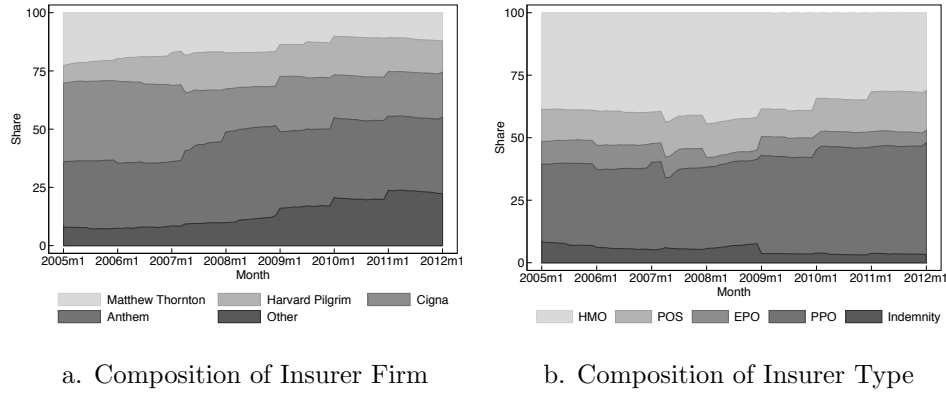 100
75
50
25
0
Share
2005m1 2006m1 2007m1 2008m1 2009m1 2010m1 2011m1 2012m1
Month
Matthew Thornton Harvard Pilgrim Cigna
Anthem Other
a. Composition of Insurer Firm
100
75
50
25
0
Share
2005m1 2006m1 2007m1 2008m1 2009m1 2010m1 2011m1 2012m1
Month
HMO POS EPO PPO Indemnity
b. Composition of Insurer Type